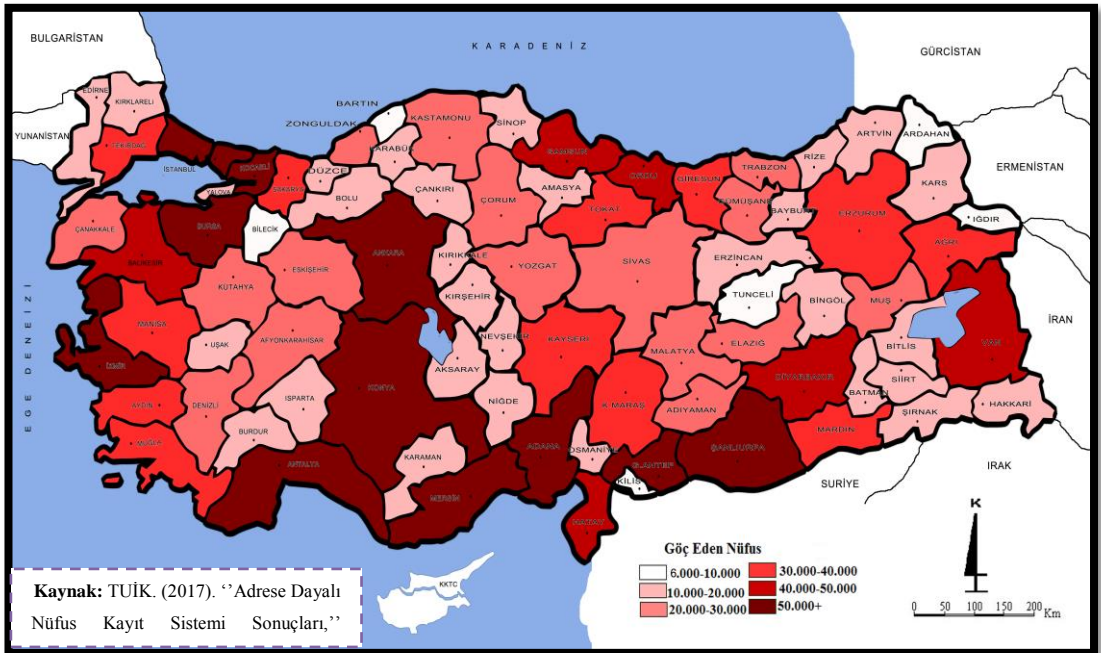 BULGARİSTAN
K A R A D E N İ Z
GÜRCİSTAN
EDİRNE
KIRKLARELİ
BARTIN
KASTAMONU
SİNOP
ARTVİN
ARDAHAN
YUNANİSTAN
TEKİRDAĞ
ZONGULDAK
SAMSUN
RİZE
ERMENİSTAN
İSTANBUL
KOCAELİ
KARABÜK
ORDU
GİRESUN
TRABZON
KARS
YALOVA
SAKARYA
DÜZCE
BOLU
ÇANKIRI
ÇORUM
AMASYA
TOKAT
GÜMÜŞANE
BAYBURT
ERZURUM
IĞDIR
ÇANAKKALE
BURSA
BİLECİK
ANKARA
KIRIKKALE
YOZGAT
SİVAS
ERZİNCAN
AĞRI
BALIKESİR
ESKİŞEHİR
KUTAHYA
KIRŞEHİR
TUNCELİ
BİNGÖL
MUŞ
İRAN
EGE DENEİZİ
MANİSA
UŞAK
AFYONKARAHİSAR
NEVŞEHİR
KAYSERİ
MALATYA
ELAZIĞ
BİTLİS
VAN
İZMİR
AKSARAY
DİYARBAKIR
SİİRT
KONYA
BATMAN
AYDIN
DENİZLİ
ISPARTA
NİĞDE
K.MARAŞ
ADIYAMAN
ŞIRNAK
HAKKARİ
MUĞLA
BURDUR
ADANA
OSMANİYE
ŞANLIURFA
MARDİN
ANTALYA
KARAMAN
G.ANTEP
IRAK
MERSİN
KİLİS
SURİYE
HATAY
KKTC
K
Göç Eden Nüfus
6.000-10.000
10.000-20.000
20.000-30.000
30.000-40.000
40.000-50.000
50.000+
0 50 100 150 200 Km
Kaynak: TUİK. (2017). ‘’Adrese Dayalı
Nüfus Kayıt Sistemi Sonuçları,’’